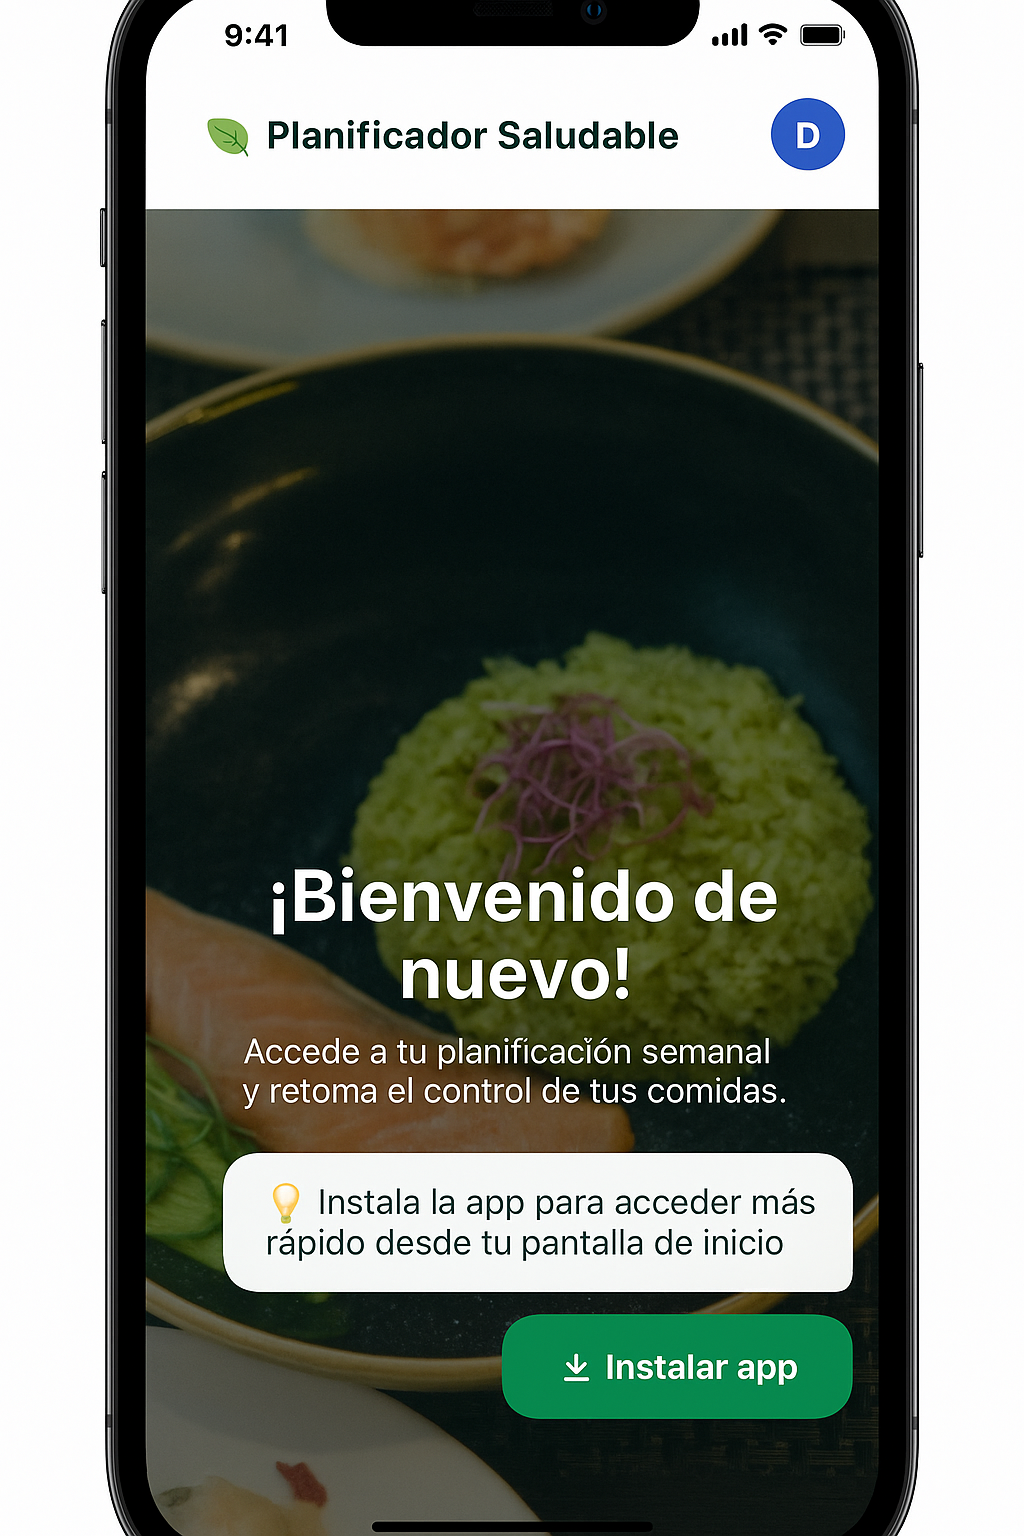 9:41
Planificador Saludable
D
¡Bienvenido de
nuevo!
Accede a tu planificación semanal
y retoma el control de tus comidas.
💡 Instala la app para acceder más
rápido desde tu pantalla de inicio
Instalar app